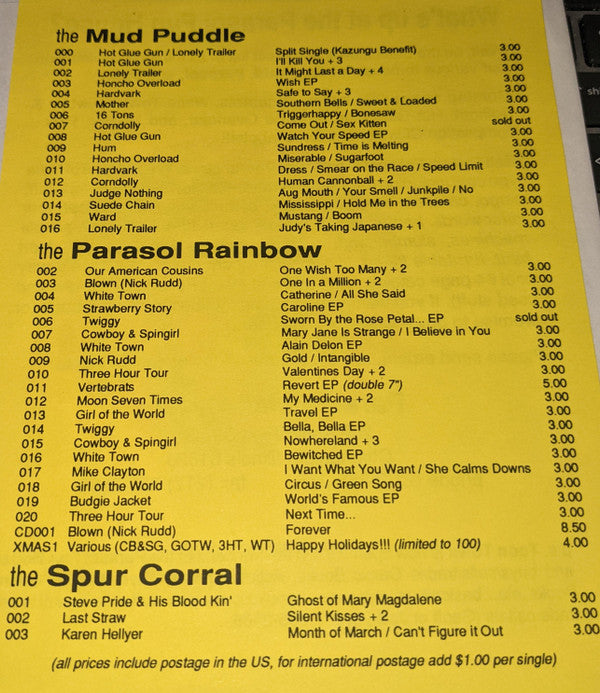 the Mud Puddle
000 Hot Glue Gun / Lonely Trailer Split Single (Kazungu Benefit) 3.00
001 Hot Glue Gun I'll Kill You + 3 3.00
002 Lonely Trailer It Might Last a Day + 4 3.00
003 Honcho Overload Wish EP 3.00
004 Hardvark Safe to Say + 3 3.00
005 Mother Southern Bells / Sweet & Loaded 3.00
006 16 Tons Triggerhappy / Bonesaw 3.00
007 Corndolly Come Out / Sex Kitten sold out
008 Hot Glue Gun Watch Your Speed EP 3.00
009 Hum Sundress / Time is Melting 3.00
010 Honcho Overload Miserable / Sugarfoot 3.00
011 Hardvark Dress / Smear on the Race / Speed Limit 3.00
012 Corndolly Human Cannonball + 2 3.00
013 Judge Nothing Aug Mouth / Your Smell / Junkpile / No 3.00
014 Suede Chain Mississippi / Hold Me in the Trees 3.00
015 Ward Mustang / Boom 3.00
016 Lonely Trailer Judy's Taking Japanese + 1 3.00
the Parasol Rainbow
002 Our American Cousins One Wish Too Many + 2 3.00
003 Blown (Nick Rudd) One In a Million + 2 3.00
004 White Town Catherine / All She Said 3.00
005 Strawberry Story Caroline EP 3.00
006 Twiggy Sworn By the Rose Petal... EP sold out
007 Cowboy & Spingirl Mary Jane Is Strange / I Believe in You 3.00
008 White Town Alain Delon EP 3.00
009 Nick Rudd Gold / Intangible 3.00
010 Three Hour Tour Valentines Day + 2 3.00
011 Vertebrats Revert EP (double 7") 5.00
012 Moon Seven Times My Medicine + 2 3.00
013 Girl of the World Travel EP 3.00
014 Twiggy Bella, Bella EP 3.00
015 Cowboy & Spingirl Nowhereland + 3 3.00
016 White Town Bewitched EP 3.00
017 Mike Clayton I Want What You Want / She Calms Downs 3.00
018 Girl of the World Circus / Green Song 3.00
019 Budgie Jacket World's Famous EP 3.00
020 Three Hour Tour Next Time... 3.00
CD001 Blown (Nick Rudd) Forever 8.50
XMAS1 Various (CB&SG, GOTW, 3HT, WT) Happy Holidays!!! (limited to 100) 4.00
the Spur Corral
001 Steve Pride & His Blood Kin' Ghost of Mary Magdalene 3.00
002 Last Straw Silent Kisses + 2 3.00
003 Karen Hellyer Month of March / Can't Figure it Out 3.00
(all prices include postage in the US, for international postage add $1.00 per single)